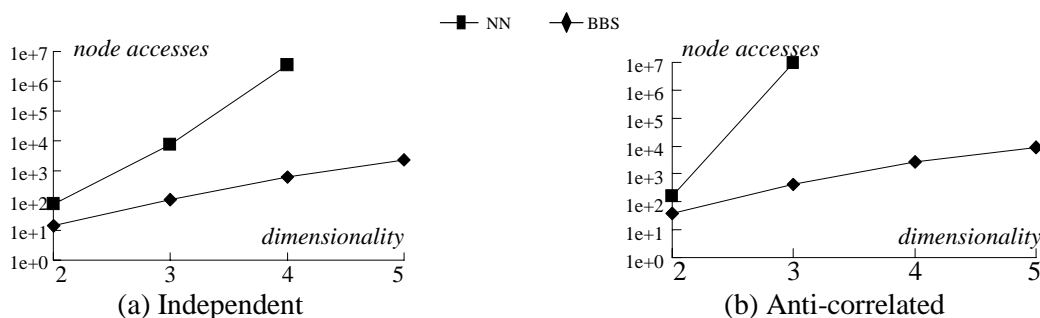 NN BBS
node accesses
1e+7
1e+6
1e+5
1e+4
1e+3
1e+2
1e+1
1e+0
dimensionality
2 3 4 5
(a) Independent
node accesses
1e+7
1e+6
1e+5
1e+4
1e+3
1e+2
1e+1
1e+0
dimensionality
2 3 4 5
(b) Anti-correlated